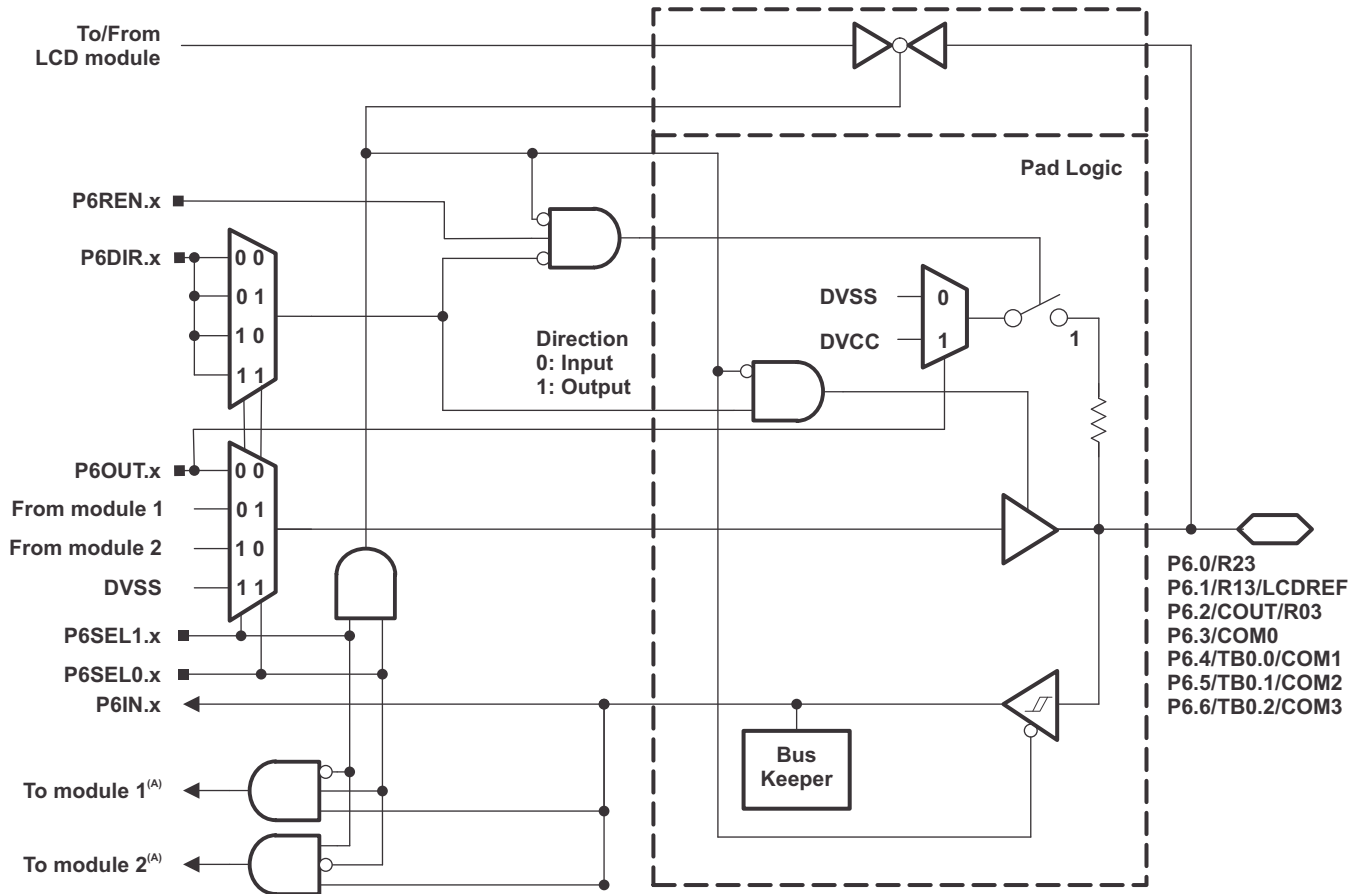 To/From
LCD module
Pad Logic
P6REN.x
P6DIR.x
0 0
0 1
1 0
1 1
Direction
0: Input
1: Output
DVSS
0
DVCC
1
1
P6OUT.x
0 0
From module 1
0 1
From module 2
1 0
DVSS
1 1
P6SEL1.x
P6SEL0.x
P6IN.x
P6.0/R23
P6.1/R13/LCDREF
P6.2/COUT/R03
P6.3/COM0
P6.4/TB0.0/COM1
P6.5/TB0.1/COM2
P6.6/TB0.2/COM3
Bus
Keeper
To module 1(A)
To module 2(A)